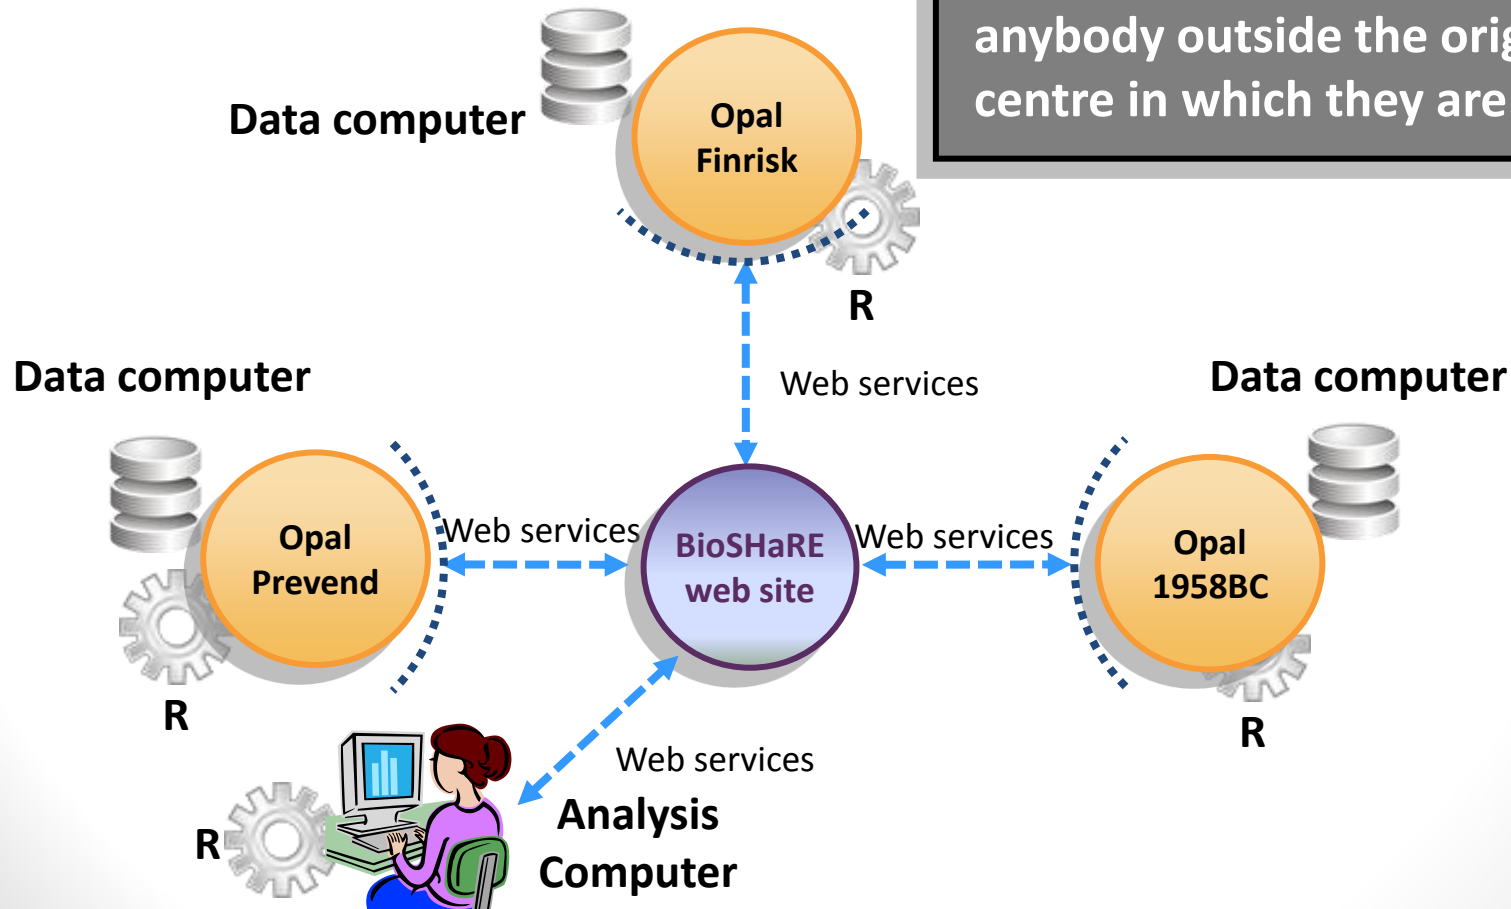 anybody outside the
centre in which they are
Data computer
Opal
Finrisk
R
Data computer
Web services
Data computer
Opal
Prevend
Web services
BioSHaRE
web site
Web services
Opal
1958BC
R
R
Web services
R
Analysis
Computer